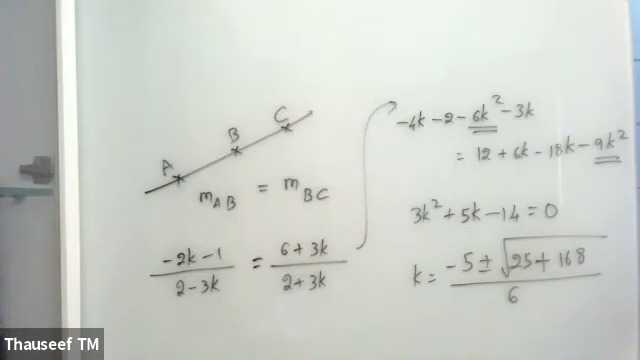 A B C
m_AB = m_BC
(-2k-1)/(2-3k) = (6+3k)/(2+3k)
-4k-2-6k²-3k
= 12+6k-18k-9k²
3k²+5k-14=0
k = (-5±√(25+168))/6
Thauseef TM